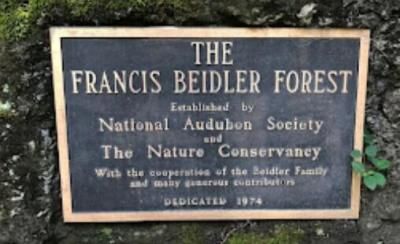 THE
FRANCIS BEIDLER FOREST
Established by
National Audubon Society
and
The Nature Conservancy
With the cooperation of the Beidler Family
and many generous contributors
DEDICATED 1974